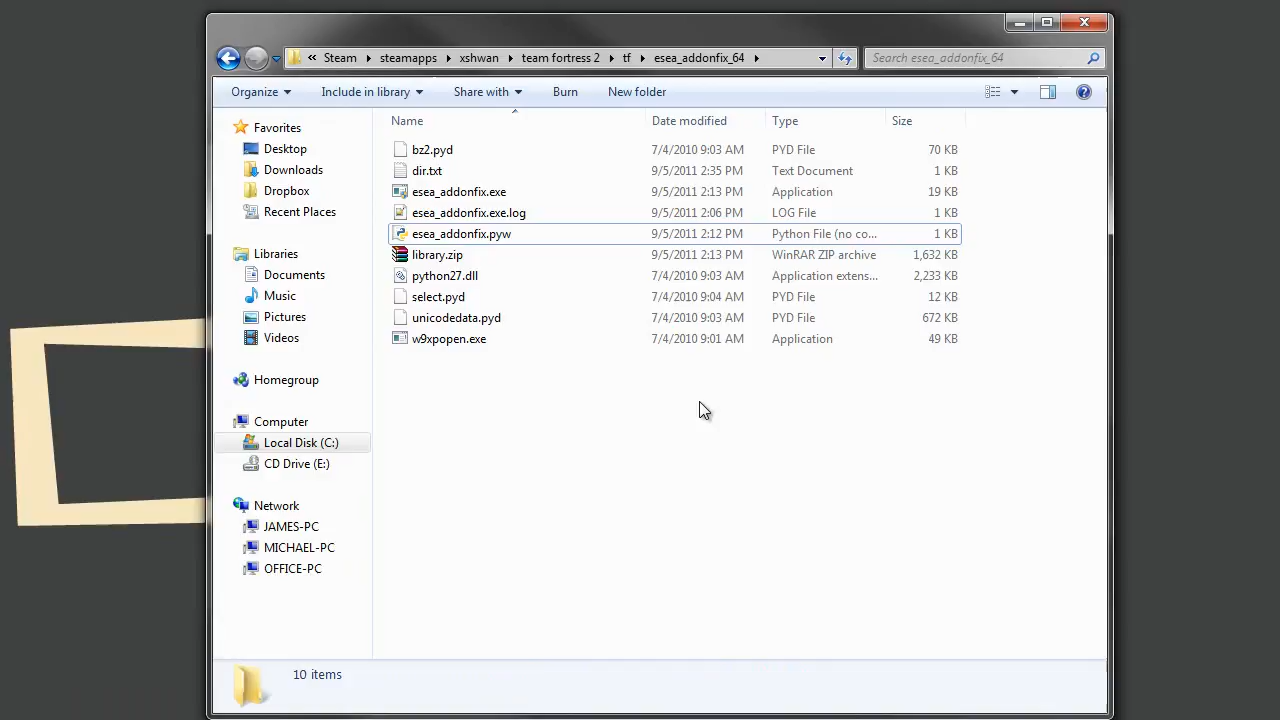 Steam steamapps xshwan team fortress 2 tf esea_addonfix_64 Search esea_addonfix_64
Organize Include in library Share with Burn New folder
Favorites
Desktop
Downloads
Dropbox
Recent Places
Libraries
Documents
Music
Pictures
Videos
Homegroup
Computer
Local Disk (C:)
CD Drive (E:)
Network
JAMES-PC
MICHAEL-PC
OFFICE-PC
Name Date modified Type Size
bz2.pyd 7/4/2010 9:03 AM PYD File 70 KB
dir.txt 9/5/2011 2:35 PM Text Document 1 KB
esea_addonfix.exe 9/5/2011 2:13 PM Application 19 KB
esea_addonfix.exe.log 9/5/2011 2:06 PM LOG File 1 KB
esea_addonfix.pyw 9/5/2011 2:12 PM Python File (no co... 1 KB
library.zip 9/5/2011 2:13 PM WinRAR ZIP archive 1,632 KB
python27.dll 7/4/2010 9:03 AM Application extens... 2,233 KB
select.pyd 7/4/2010 9:04 AM PYD File 12 KB
unicodedata.pyd 7/4/2010 9:03 AM PYD File 672 KB
w9xpopen.exe 7/4/2010 9:01 AM Application 49 KB
10 items